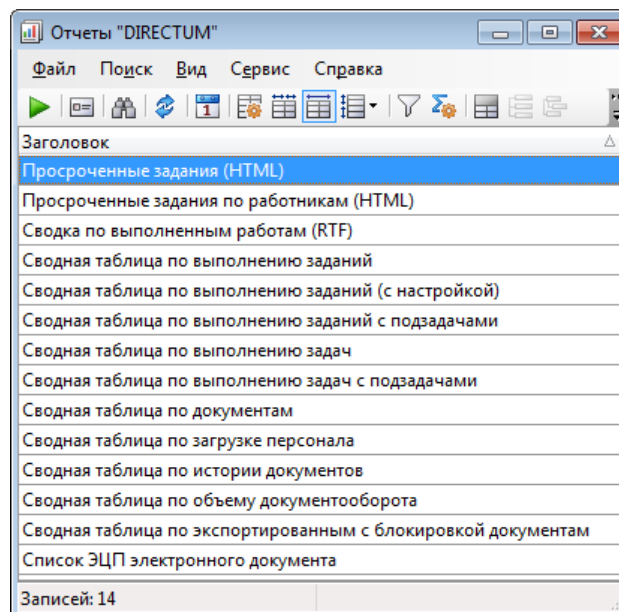 Отчеты "DIRECTUM"
Файл Поиск Вид Сервис Справка
Заголовок
Просроченные задания (HTML)
Просроченные задания по работникам (HTML)
Сводка по выполненным работам (RTF)
Сводная таблица по выполнению заданий
Сводная таблица по выполнению заданий (с настройкой)
Сводная таблица по выполнению заданий с подзадачами
Сводная таблица по выполнению задач
Сводная таблица по выполнению задач с подзадачами
Сводная таблица по документам
Сводная таблица по загрузке персонала
Сводная таблица по истории документов
Сводная таблица по объему документооборота
Сводная таблица по экспортированным с блокировкой документам
Список ЭЦП электронного документа
Записей: 14